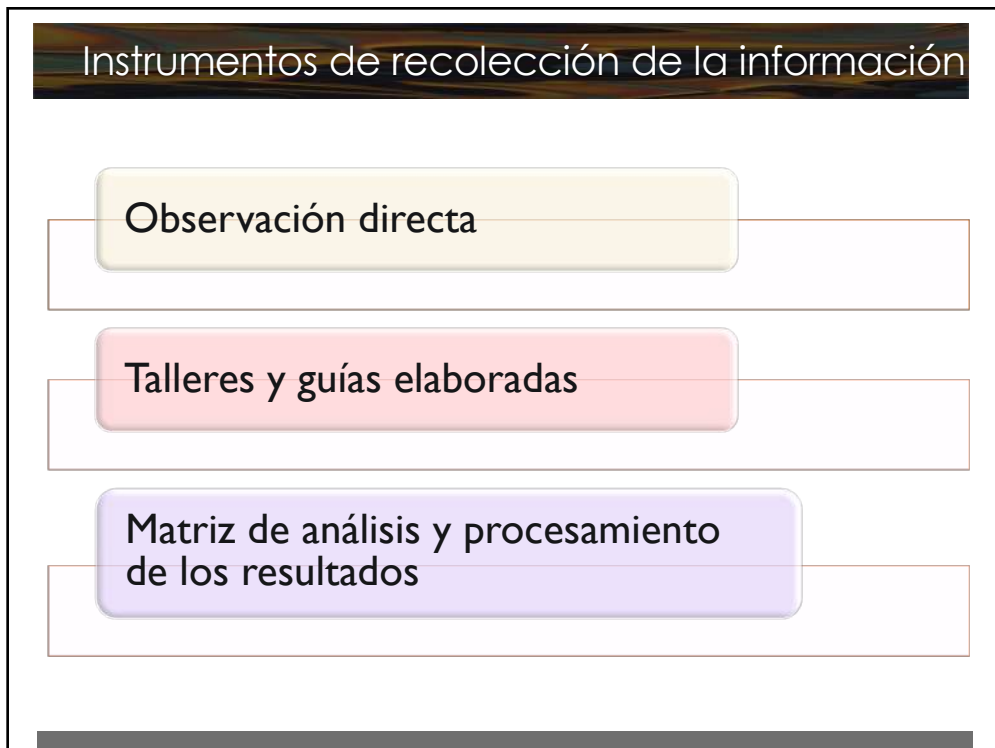 Instrumentos de recolección de la información
Observación directa
Talleres y guías elaboradas
Matriz de análisis y procesamiento
de los resultados